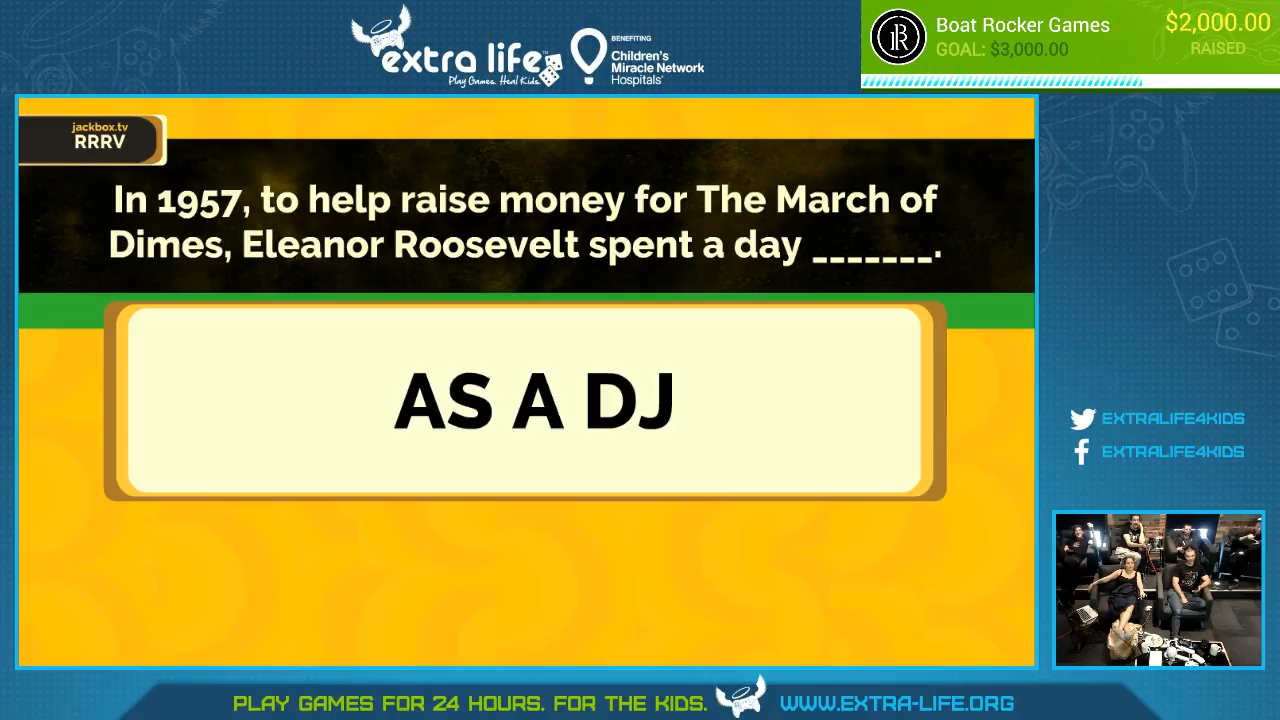 extra life
Play Games. Heal Kids.
BENEFITING
Children's
Miracle Network
Hospitals
Boat Rocker Games
GOAL: $3,000.00
$2,000.00
RAISED
jackbox.tv
RRRV
In 1957, to help raise money for The March of
Dimes, Eleanor Roosevelt spent a day _______.
AS A DJ
EXTRALIFE4KIDS
EXTRALIFE4KIDS
PLAY GAMES FOR 24 HOURS. FOR THE KIDS.
WWW.EXTRA-LIFE.ORG